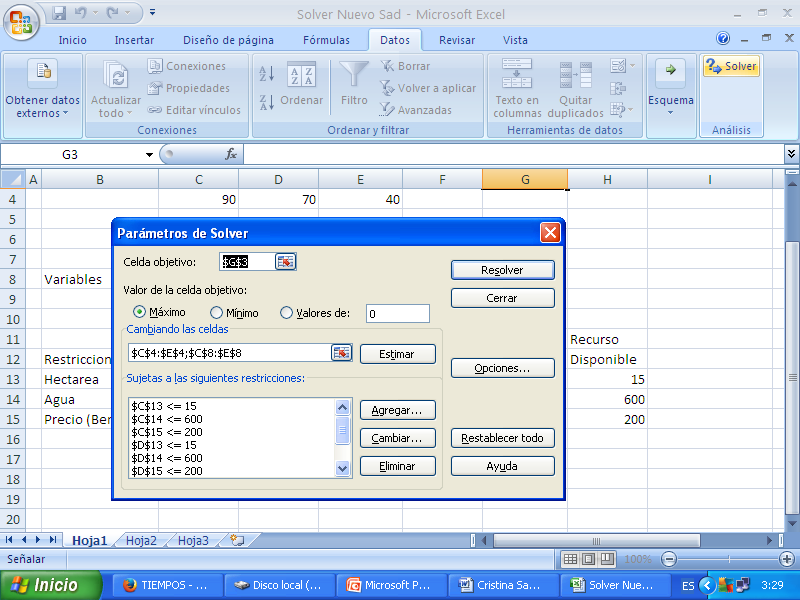 Solver Nuevo Sad - Microsoft Excel
Inicio Insertar Diseño de página Fórmulas Datos Revisar Vista
Obtener datos externos
Actualizar todo
Conexiones
Propiedades
Editar vínculos
Conexiones
Ordenar
Filtro
Borrar
Volver a aplicar
Avanzadas
Ordenar y filtrar
Texto en columnas
Quitar duplicados
Herramientas de datos
Esquema
Solver
Análisis
G3 fx
A B C D E F G H I
4 90 70 40
5
6
7
8 Variables
9
10
11 Recurso
12 Restriccion Disponible
13 Hectarea 15
14 Agua 600
15 Precio (Ber 200
16
17
18
19
20
Parámetros de Solver
Celda objetivo: $G$3
Valor de la celda objetivo:
Máximo Mínimo Valores de: 0
Cambiando las celdas
$C$4:$E$4;$C$8:$E$8
Estimar
Sujetas a las siguientes restricciones:
$C$13 <= 15
$C$14 <= 600
$C$15 <= 200
$D$13 <= 15
$D$14 <= 600
$D$15 <= 200
Agregar...
Cambiar...
Eliminar
Resolver
Cerrar
Opciones...
Restablecer todo
Ayuda
Hoja1 Hoja2 Hoja3
Señalar 100%
Inicio TIEMPOS - ... Disco local (... Microsoft P... Cristina Sa... Solver Nue... ES 3:29